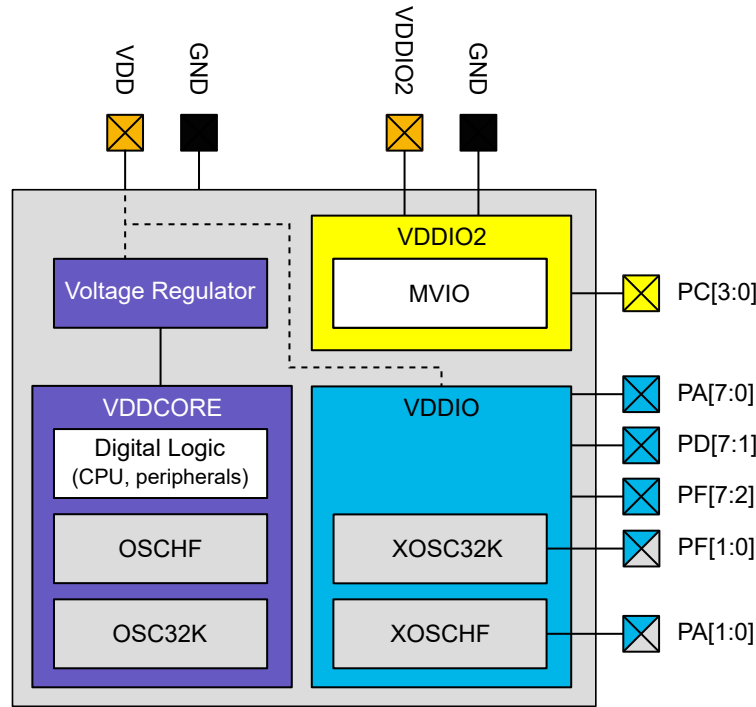 VDD
GND
VDDIO2
GND
VDDIO2
MVIO
Voltage Regulator
PC[3:0]
VDDCORE
Digital Logic
(CPU, peripherals)
OSCHF
OSC32K
VDDIO
XOSC32K
XOSCHF
PA[7:0]
PD[7:1]
PF[7:2]
PF[1:0]
PA[1:0]